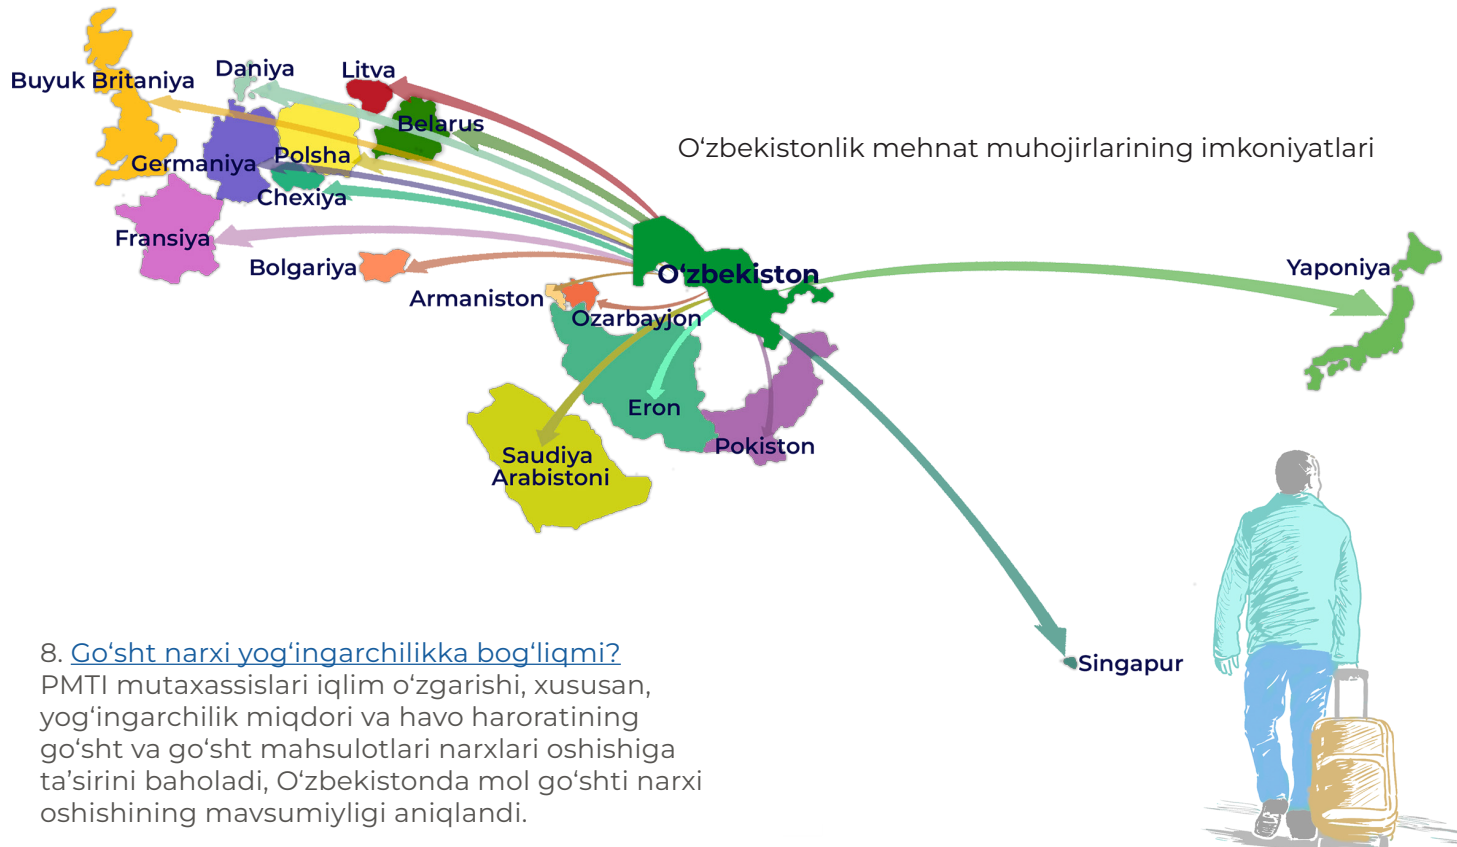 Buyuk Britaniya
Daniya
Litva
Belarus
Germaniya
Polsha
Chexiya
Fransiya
Bolgariya
Armaniston
Ozarbayjon
O‘zbekiston
O‘zbekistonlik mehnat muhojirlarining imkoniyatlari
Yaponiya
Eron
Pokiston
Saudiya
Arabistoni
Singapur
8. Go‘sht narxi yog‘ingarchilikka bog‘liqmi?
PMTI mutaxassislari iqlim o‘zgarishi, xususan,
yog‘ingarchilik miqdori va havo haroratining
go‘sht va go‘sht mahsulotlari narxlari oshishiga
ta’sirini baholadi, O‘zbekistonda mol go‘shti narxi
oshishining mavsumiyligi aniqlandi.